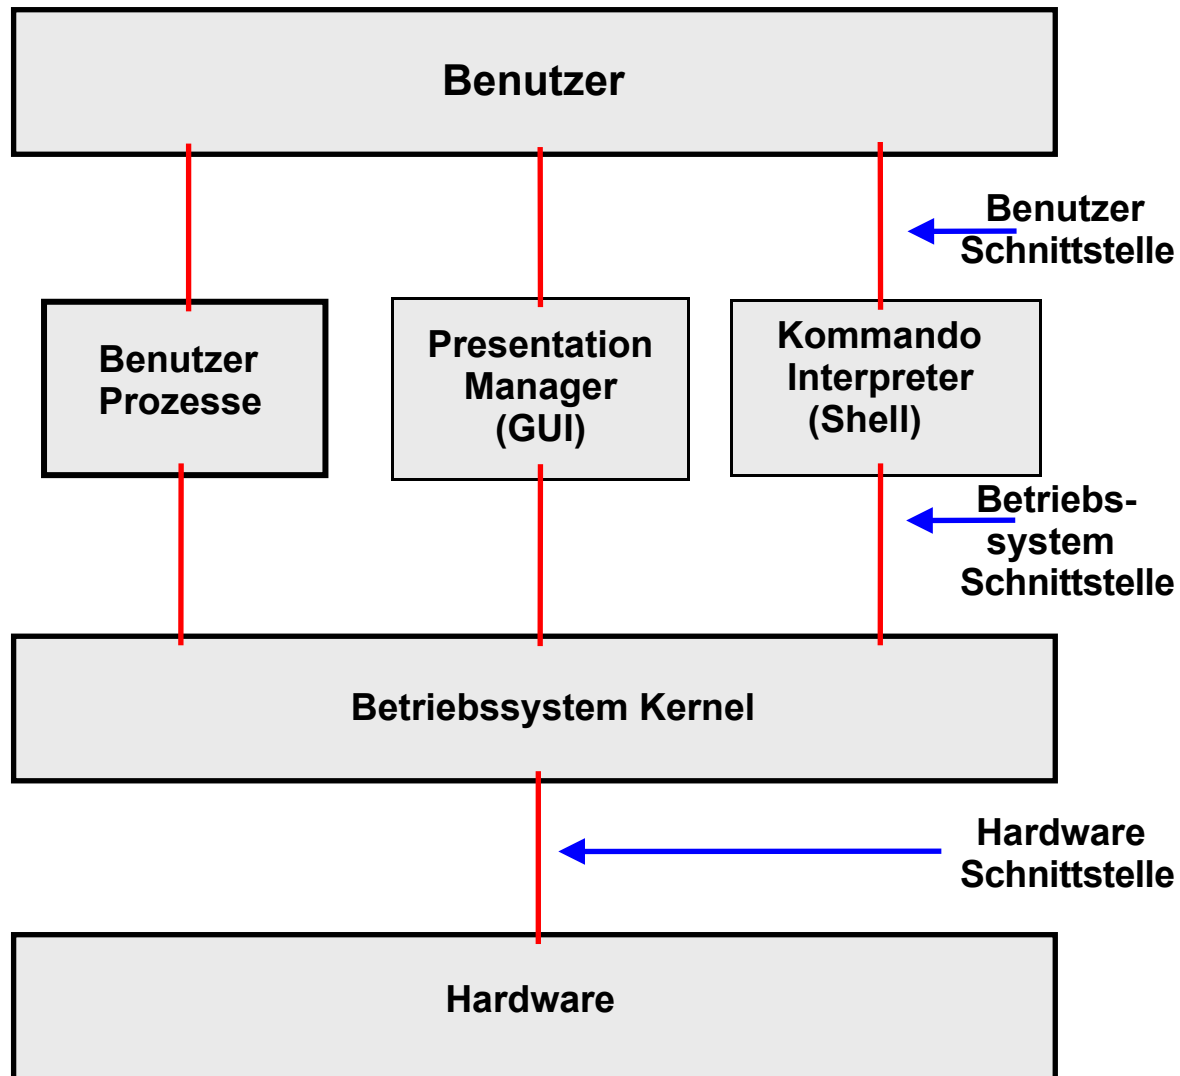 Benutzer
Benutzer
Schnittstelle
Benutzer
Prozesse
Presentation
Manager
(GUI)
Kommando
Interpreter
(Shell)
Betriebs-
system
Schnittstelle
Betriebssystem Kernel
Hardware
Schnittstelle
Hardware